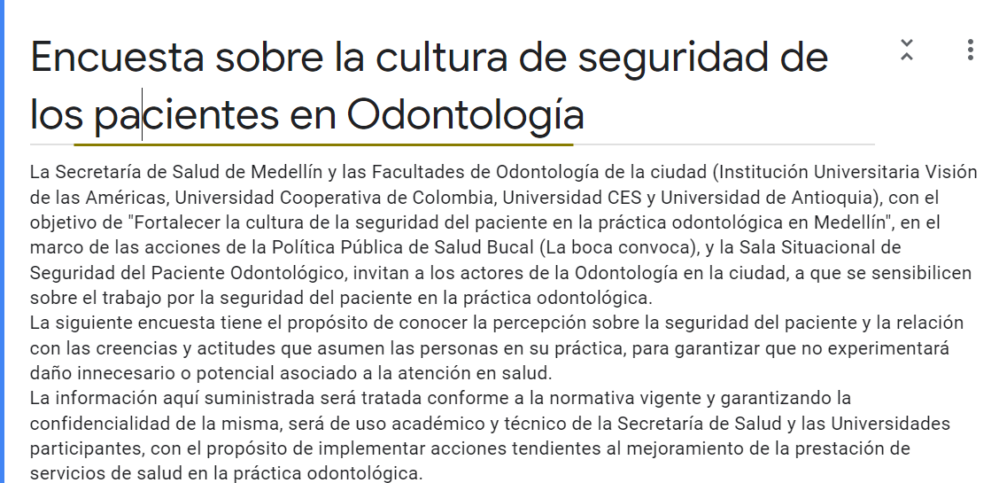 Encuesta sobre la cultura de seguridad de
los pacientes en Odontología
La Secretaría de Salud de Medellín y las Facultades de Odontología de la ciudad (Institución Universitaria Visión
de las Américas, Universidad Cooperativa de Colombia, Universidad CES y Universidad de Antioquia), con el
objetivo de "Fortalecer la cultura de la seguridad del paciente en la práctica odontológica en Medellín", en el
marco de las acciones de la Política Pública de Salud Bucal (La boca convoca), y la Sala Situacional de
Seguridad del Paciente Odontológico, invitan a los actores de la Odontología en la ciudad, a que se sensibilicen
sobre el trabajo por la seguridad del paciente en la práctica odontológica.
La siguiente encuesta tiene el propósito de conocer la percepción sobre la seguridad del paciente y la relación
con las creencias y actitudes que asumen las personas en su práctica, para garantizar que no experimentará
daño innecesario o potencial asociado a la atención en salud.
La información aquí suministrada será tratada conforme a la normativa vigente y garantizando la
confidencialidad de la misma, será de uso académico y técnico de la Secretaría de Salud y las Universidades
participantes, con el propósito de implementar acciones tendientes al mejoramiento de la prestación de
servicios de salud en la práctica odontológica.